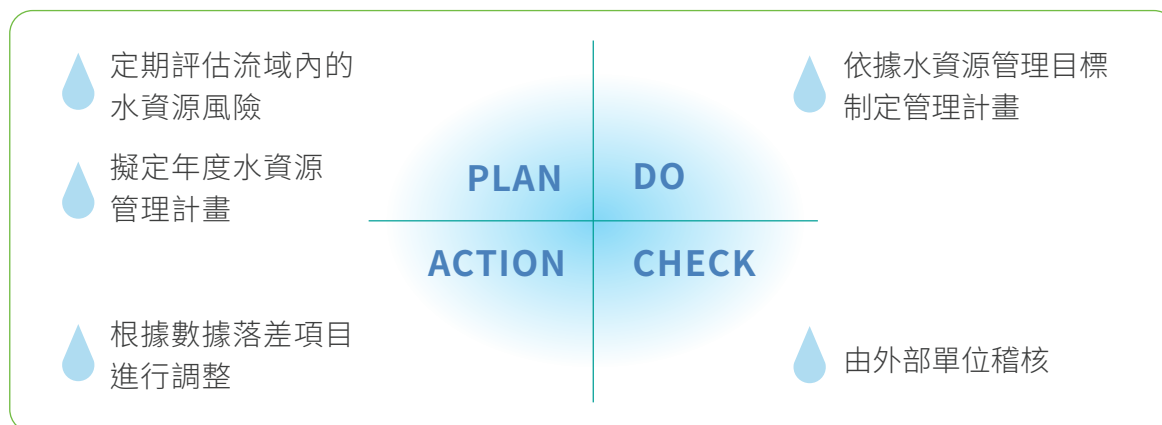 定期評估流域內的
水資源風險
擬定年度水資源
管理計畫
PLAN
DO
依據水資源管理目標
制定管理計畫
ACTION
CHECK
根據數據落差項目
進行調整
由外部單位稽核